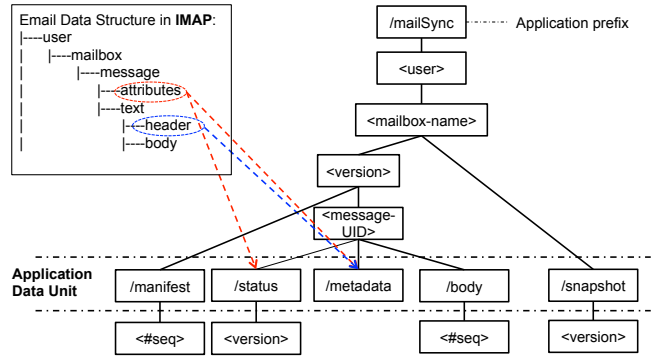 Email Data Structure in IMAP:
|----user
| |----mailbox
| |----message
| |----attributes
| |----text
| |----header
| |----body
/mailSync
Application prefix
<user>
<mailbox-name>
<version>
<message-
UID>
Application
Data Unit
/manifest
/status
/metadata
/body
/snapshot
<#seq>
<version>
<#seq>
<version>